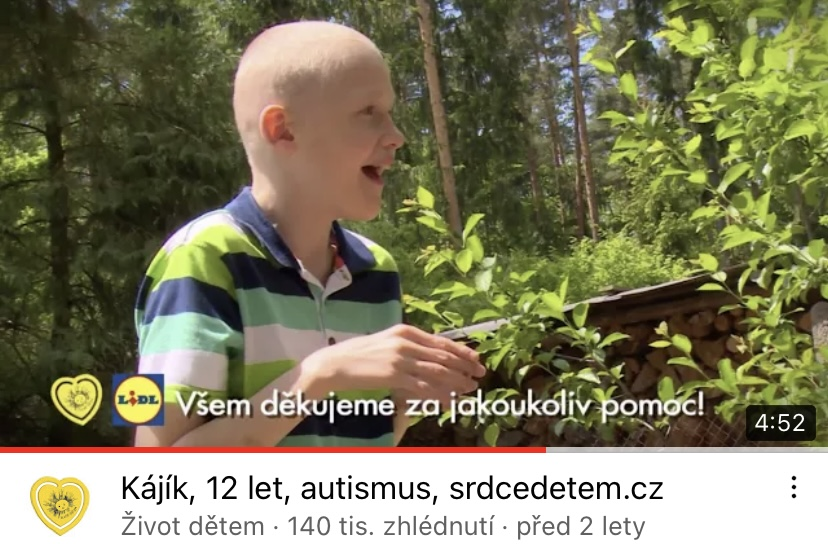 LIDL
Všem děkujeme za jakoukoliv pomoc!
4:52
Kájík, 12 let, autismus, srdcedetem.cz
Život dětem · 140 tis. zhlédnutí · před 2 lety